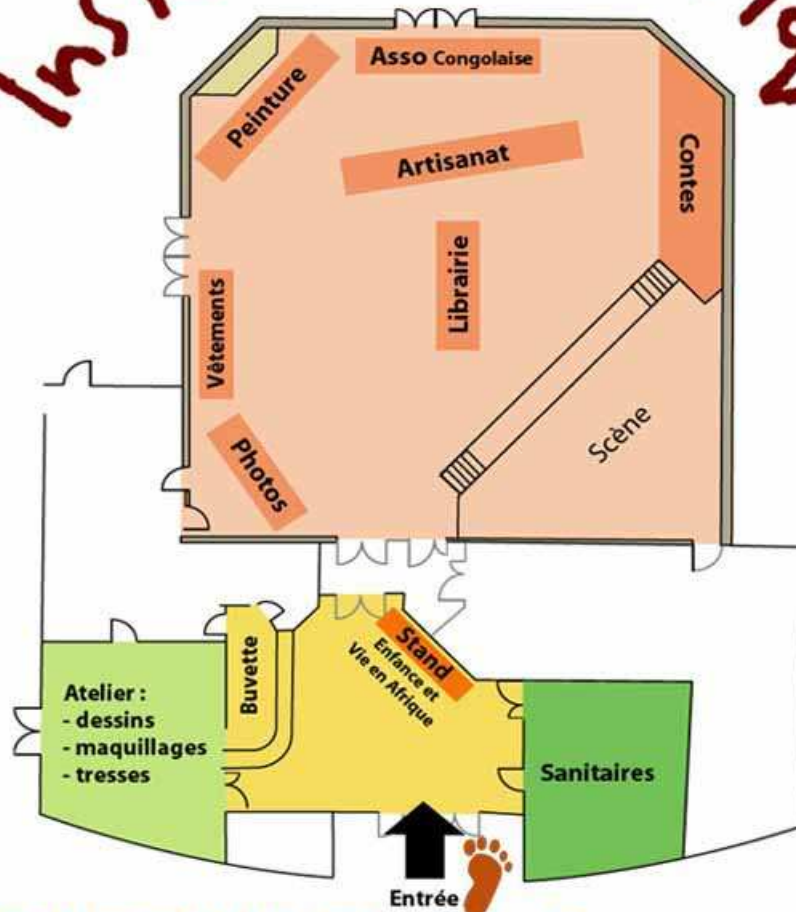 Asso Congolaise
Peinture
Artisanat
Contes
Librairie
Vêtements
Scène
Photos
Stand
Enfance et
Vie en Afrique
Buvette
Atelier :
- dessins
- maquillages
- tresses
Sanitaires
Entrée